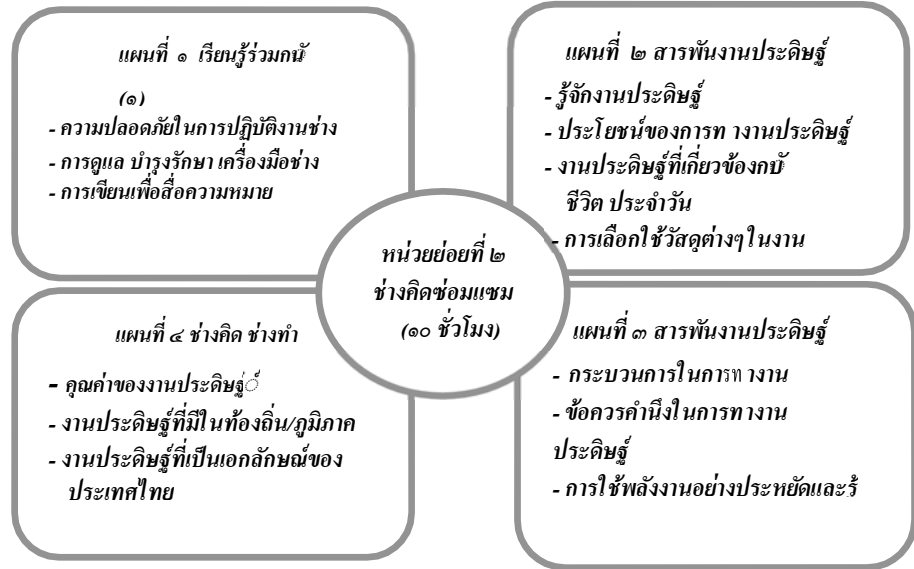 แผนที่ ๑ เรียนรู้ร่วมกนั
(๑)
- ความปลอดภัยในการปฏิบัติงานช่าง
- การดูแล บำรุงรักษา เครื่องมือช่าง
- การเขียนเพื่อสื่อความหมาย
แผนที่ ๒ สารพันงานประดิษฐ์
- รู้จักงานประดิษฐ์
- ประโยชน์ของการท างานประดิษฐ์
- งานประดิษฐ์ที่เกี่ยวข้องกบั
ชีวิต ประจำวัน
- การเลือกใช้วัสดุต่างๆ ในงาน
หน่วยย่อยที่ ๒
ช่างคิดซ่อมแซม
(๑๐ ชั่วโมง)
แผนที่ ๔ ช่างคิด ช่างทำ
- คุณค่าของงานประดิษฐ์
- งานประดิษฐ์ที่มีในท้องถิ่น/ภูมิภาค
- งานประดิษฐ์ที่เป็นเอกลักษณ์ของ
ประเทศไทย
แผนที่ ๓ สารพันงานประดิษฐ์
- กระบวนการในการท างาน
- ข้อควรคำนึงในการทางาน
ประดิษฐ์
- การใช้พลังงานอย่างประหยัดและรู้